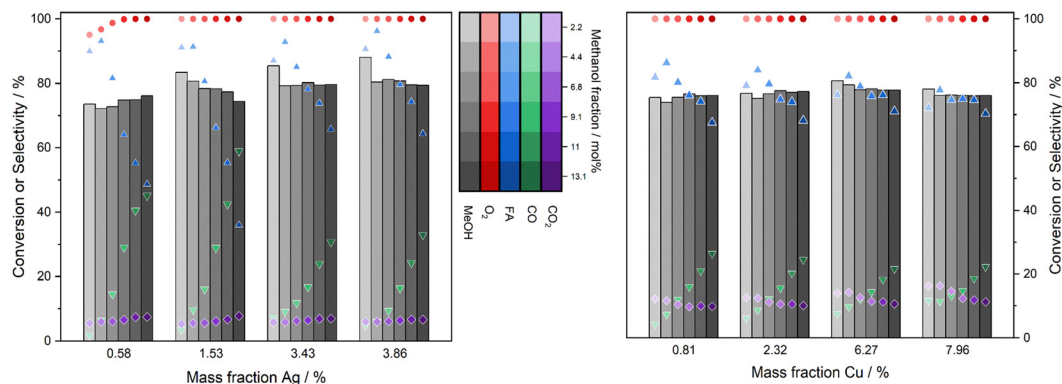 100
80
60
40
20
0
Conversion or Selectivity / %
0.58 1.53 3.43 3.86
Mass fraction Ag / %
2.2
4.4
6.8
9.1
11
13.1
Methanol fraction / mol%
MeOH
O₂
FA
CO
CO₂
100
80
60
40
20
0
Conversion or Selectivity / %
0.81 2.32 6.27 7.96
Mass fraction Cu / %